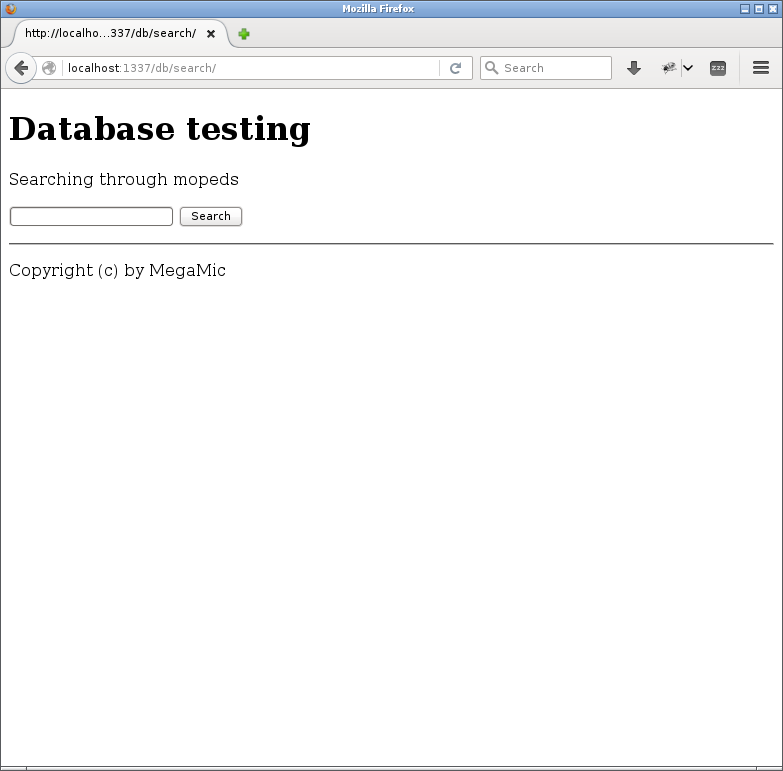 Mozilla Firefox
http://localho...337/db/search/
localhost:1337/db/search/
Search
zzz
Database testing
Searching through mopeds
Search
Copyright (c) by MegaMic